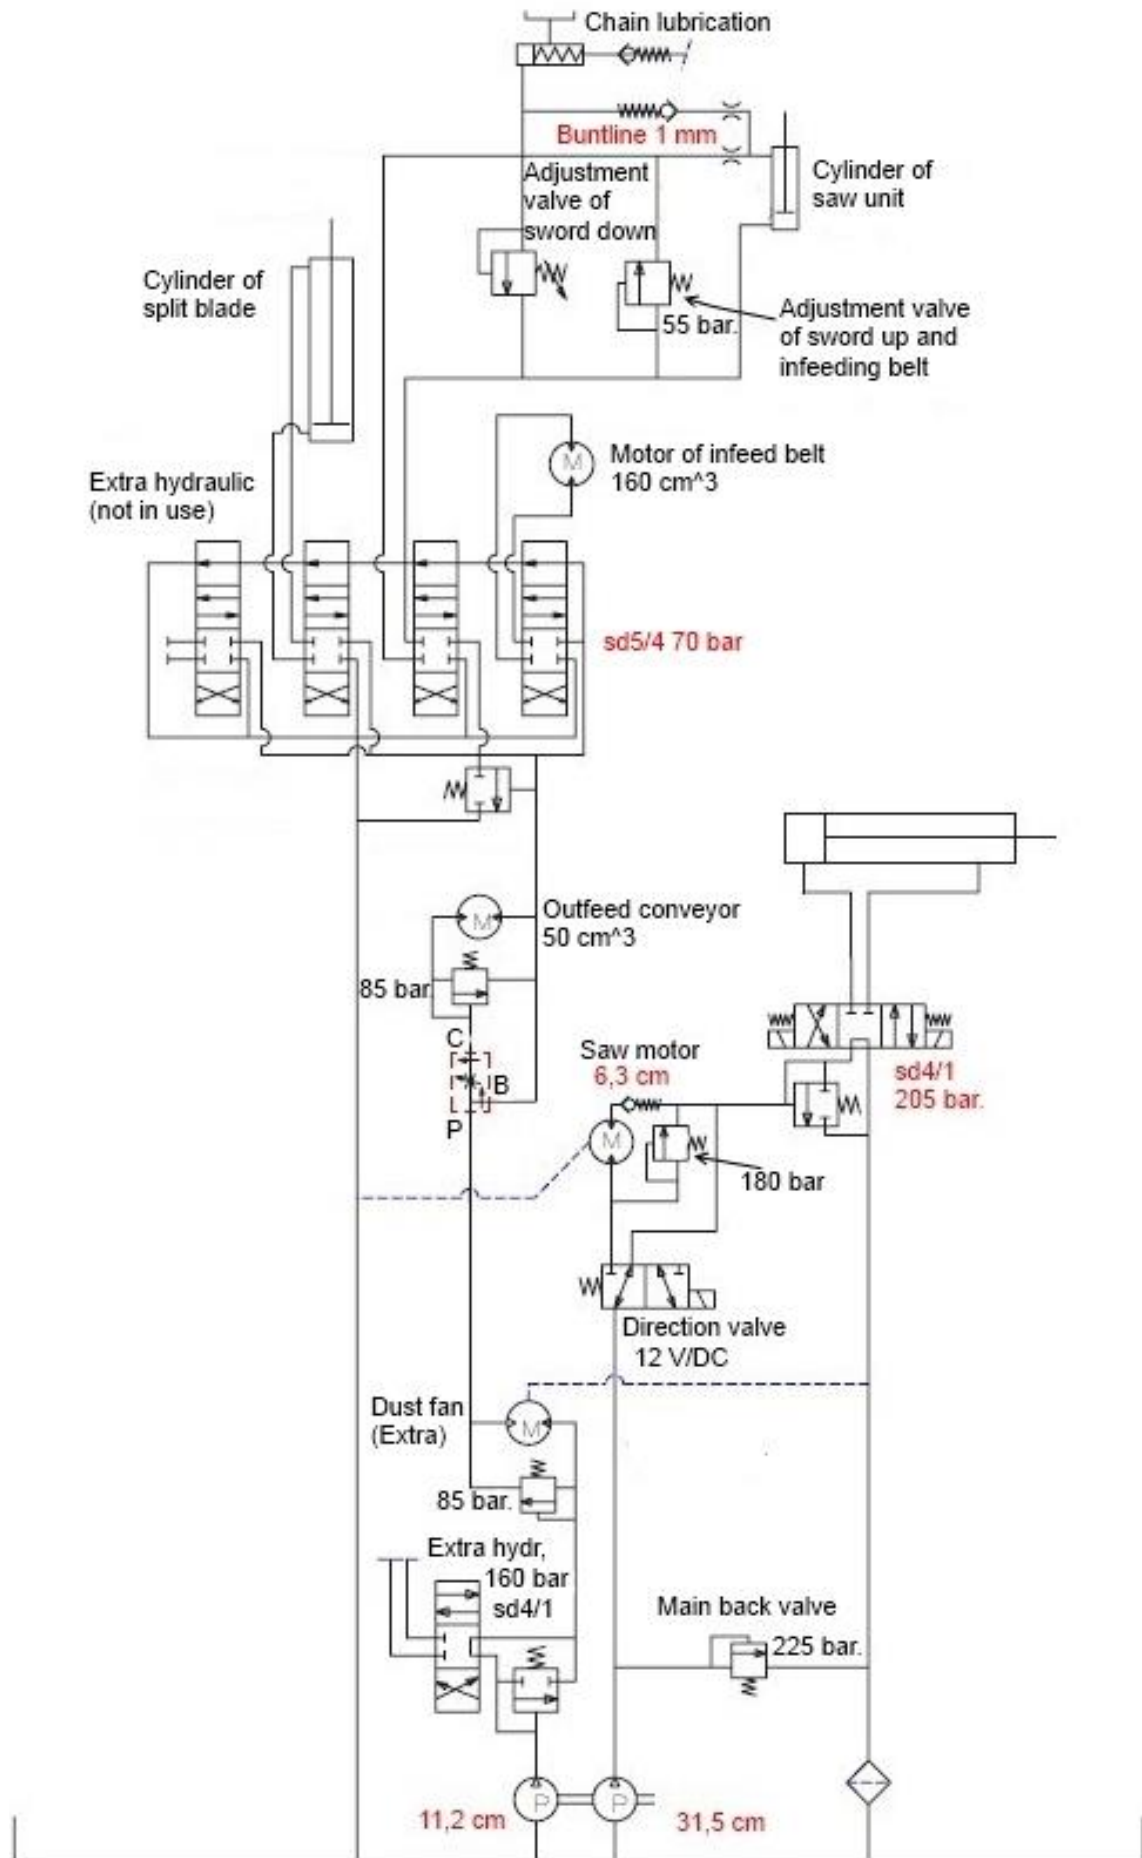 Chain lubrication
Buntline 1 mm
Adjustment
valve of
sword down
Cylinder of
saw unit
Cylinder of
split blade
55 bar.
Adjustment valve
of sword up and
infeeding belt
M
Motor of infeed belt
160 cm^3
Extra hydraulic
(not in use)
sd5/4 70 bar
M
Outfeed conveyor
50 cm^3
85 bar.
C
B
P
Saw motor
6,3 cm
M
sd4/1
205 bar.
180 bar
Direction valve
12 V/DC
Dust fan
(Extra)
M
85 bar.
Extra hydr,
160 bar
sd4/1
Main back valve
225 bar.
11,2 cm
P
P
31,5 cm